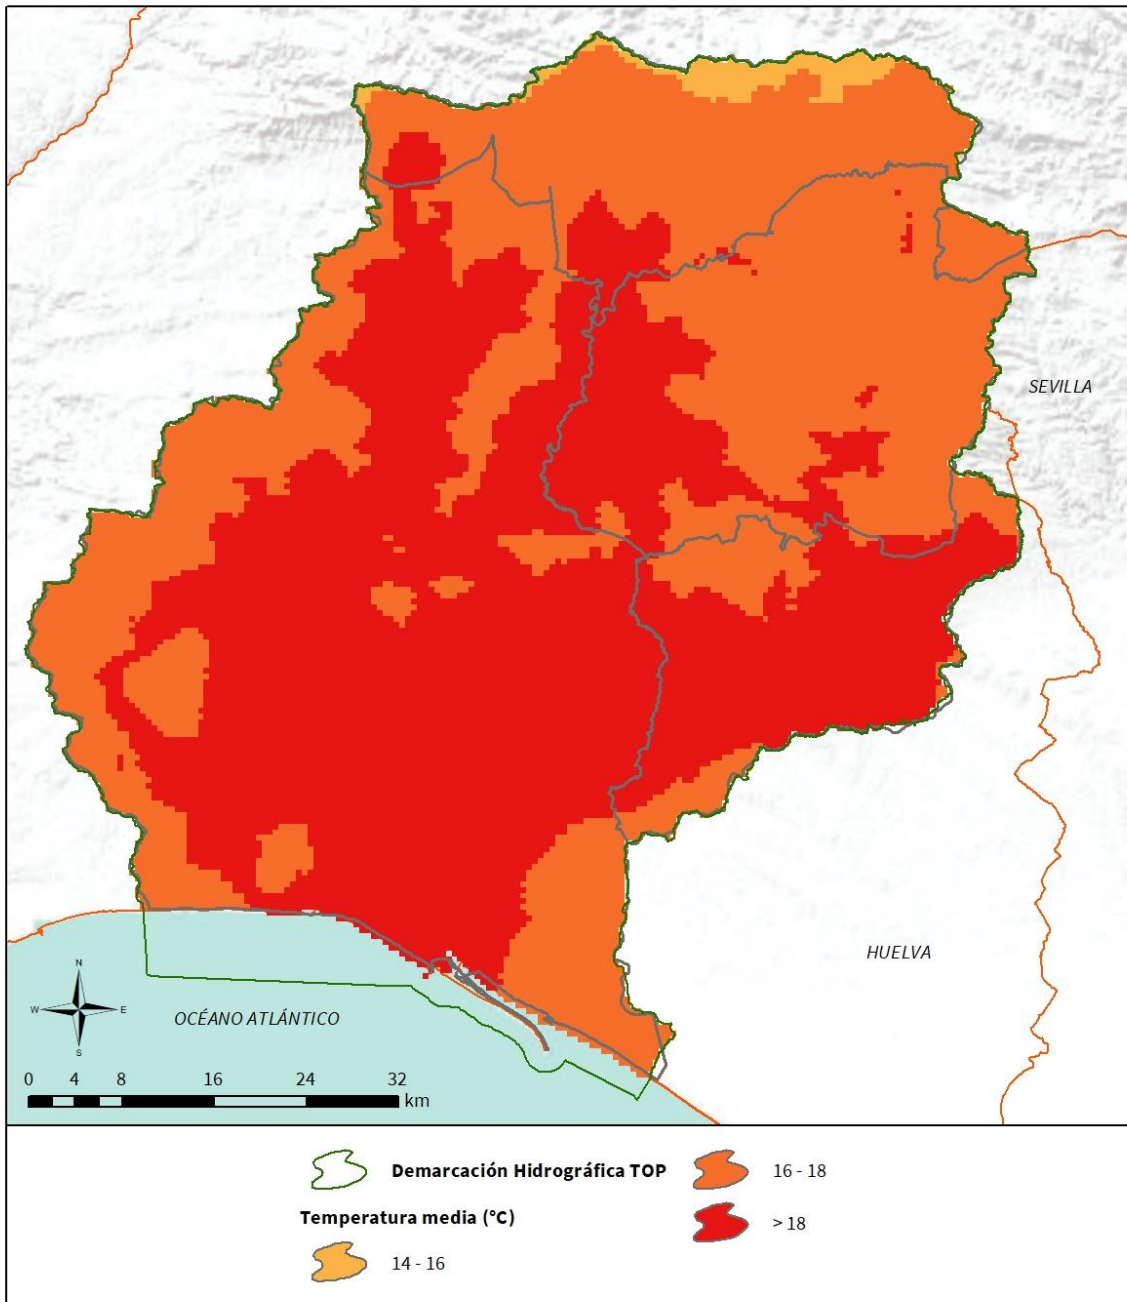 SEVILLA
HUELVA
N
W
E
S
OCÉANO ATLÁNTICO
0 4 8 16 24 32
km
Demarcación Hidrográfica TOP
Temperatura media (°C)
14 - 16
16 - 18
> 18